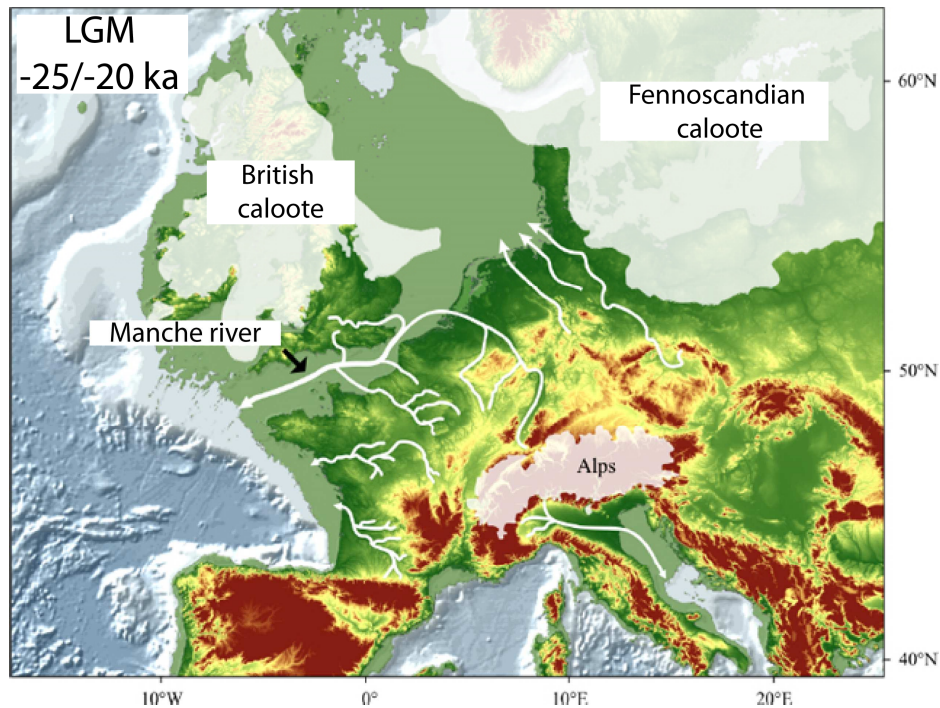 LGM
-25/-20 ka
Fennoscandian
caloote
British
caloote
Manche river
Alps
60°N
50°N
40°N
10°W
0°
10°E
20°E